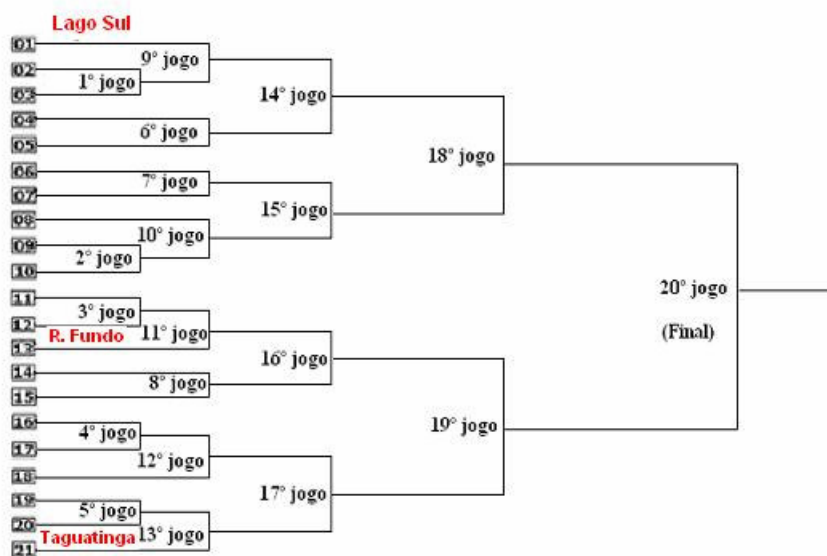 Lago Sul
01
9° jogo
02
1° jogo
03
14° jogo
04
6° jogo
05
18° jogo
06
7° jogo
07
15° jogo
08
10° jogo
09
2° jogo
10
20° jogo
(Final)
11
3° jogo
12
R. Fundo
11° jogo
13
16° jogo
14
8° jogo
15
19° jogo
16
4° jogo
17
12° jogo
18
17° jogo
19
5° jogo
20
Taguatinga
13° jogo
21